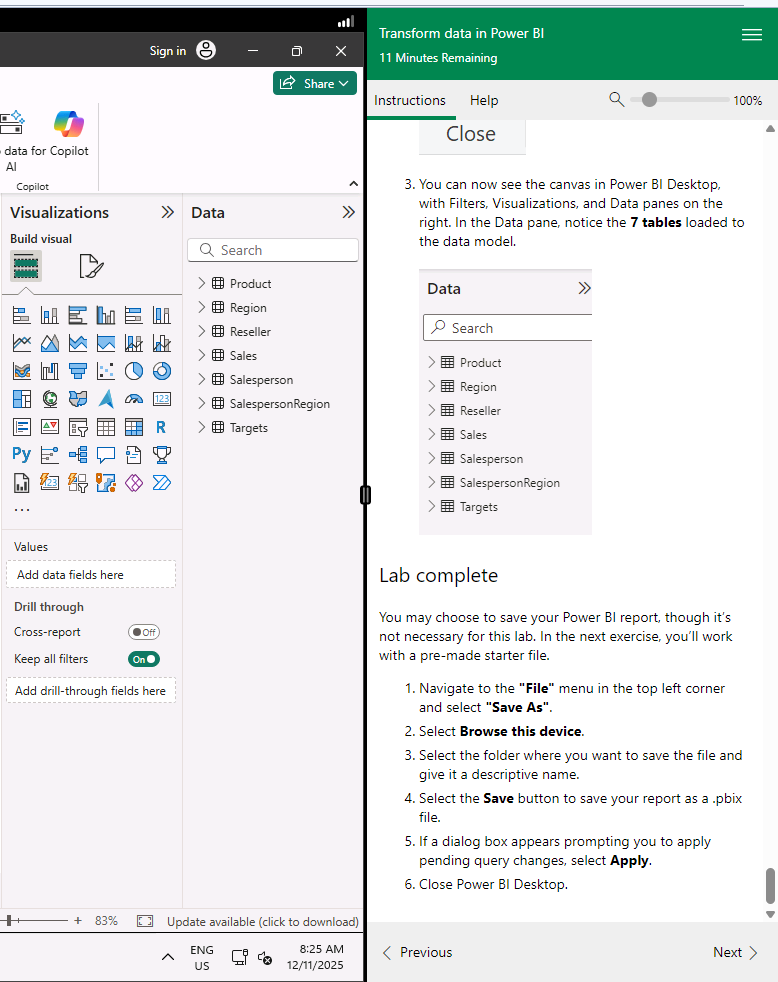 Sign in
Share
data for Copilot
AI
Copilot
Visualizations
Data
Build visual
Search
Product
Region
Reseller
Sales
Salesperson
SalespersonRegion
Targets
123
R
Py
123
...
Values
Add data fields here
Drill through
Cross-report
Off
Keep all filters
On
Add drill-through fields here
83%
Update available (click to download)
ENG
US
8:25 AM
12/11/2025
Transform data in Power BI
11 Minutes Remaining
Instructions
Help
100%
Close
3. You can now see the canvas in Power BI Desktop,
with Filters, Visualizations, and Data panes on the
right. In the Data pane, notice the 7 tables loaded to
the data model.
Data
Search
Product
Region
Reseller
Sales
Salesperson
SalespersonRegion
Targets
Lab complete
You may choose to save your Power BI report, though it's
not necessary for this lab. In the next exercise, you'll work
with a pre-made starter file.
1. Navigate to the "File" menu in the top left corner
and select "Save As".
2. Select Browse this device.
3. Select the folder where you want to save the file and
give it a descriptive name.
4. Select the Save button to save your report as a .pbix
file.
5. If a dialog box appears prompting you to apply
pending query changes, select Apply.
6. Close Power BI Desktop.
Previous
Next